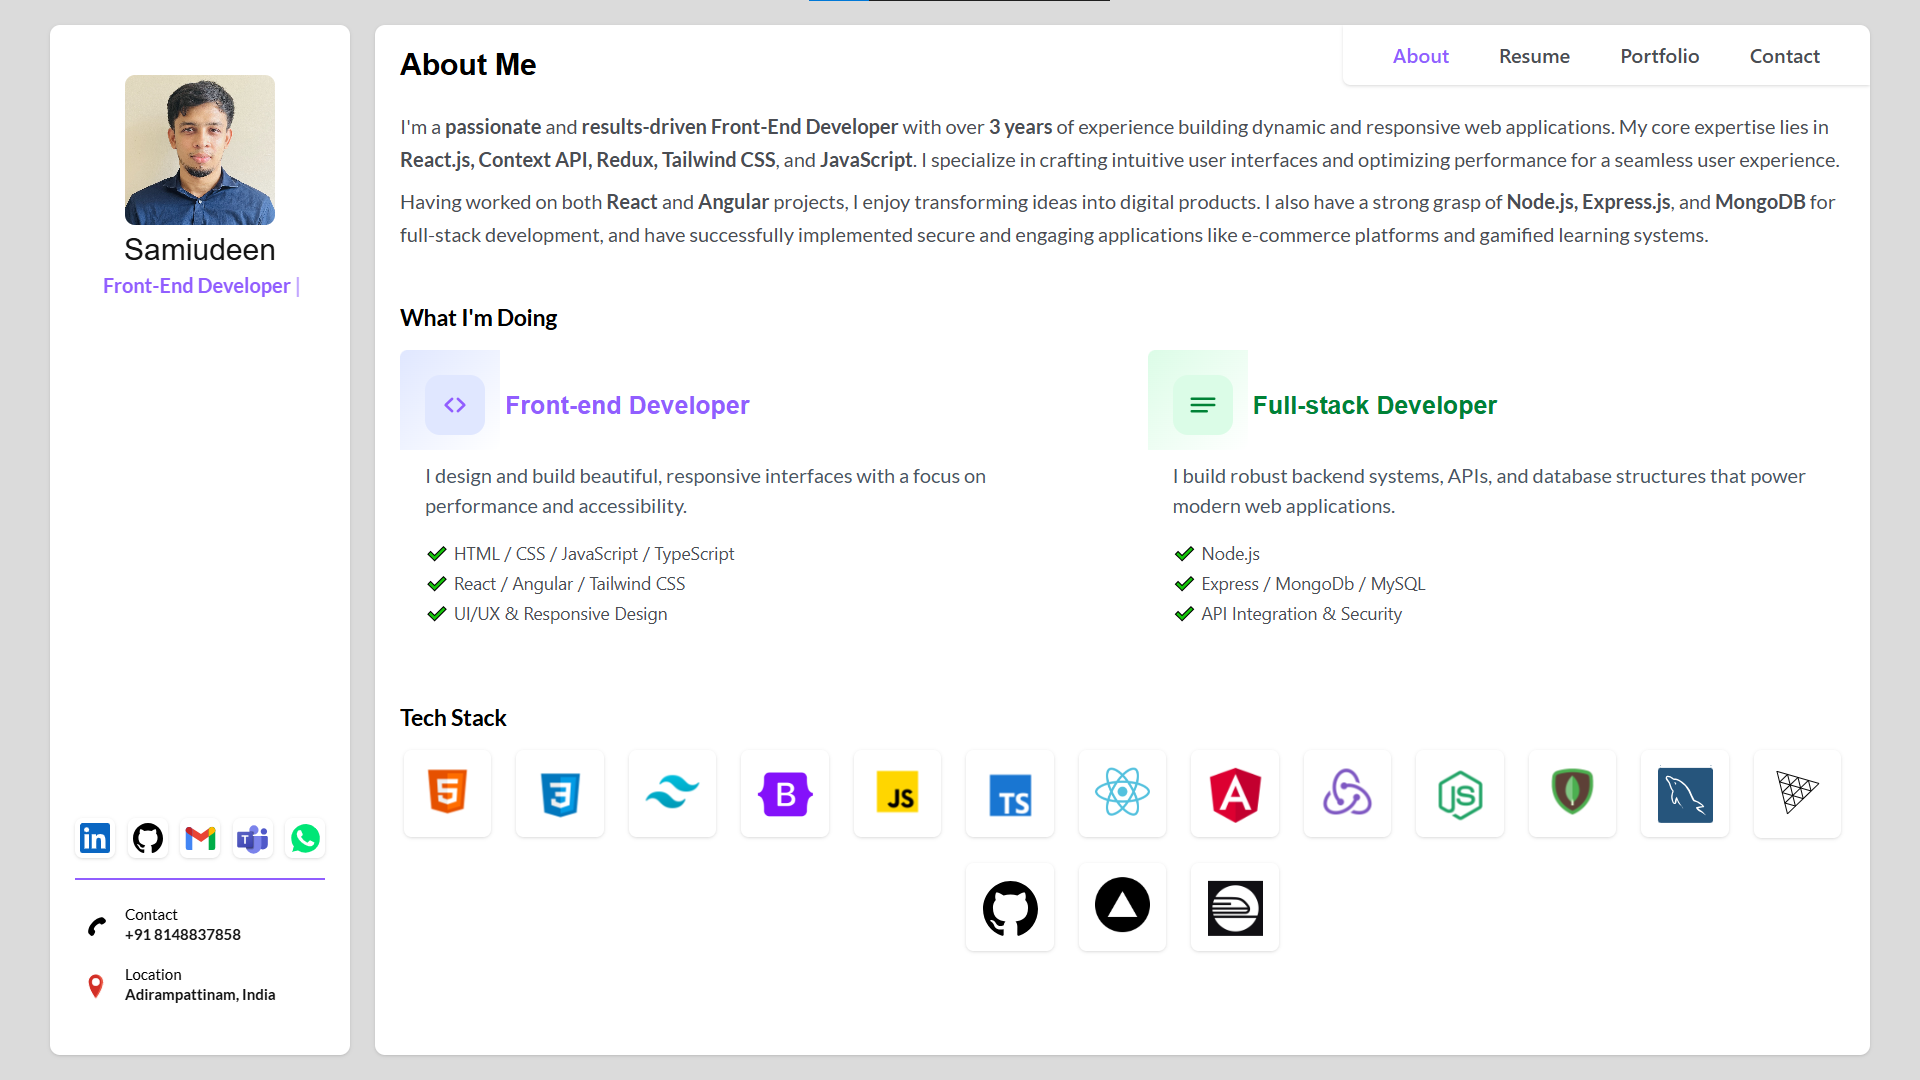 Samiudeen
Front-End Developer |
in
T
Contact
+91 8148837858
Location
Adirampattinam, India
About Me
About Resume Portfolio Contact
I'm a passionate and results-driven Front-End Developer with over 3 years of experience building dynamic and responsive web applications. My core expertise lies in
React.js, Context API, Redux, Tailwind CSS, and JavaScript. I specialize in crafting intuitive user interfaces and optimizing performance for a seamless user experience.
Having worked on both React and Angular projects, I enjoy transforming ideas into digital products. I also have a strong grasp of Node.js, Express.js, and MongoDB for
full-stack development, and have successfully implemented secure and engaging applications like e-commerce platforms and gamified learning systems.
What I'm Doing
Front-end Developer
I design and build beautiful, responsive interfaces with a focus on
performance and accessibility.
HTML / CSS / JavaScript / TypeScript
React / Angular / Tailwind CSS
UI/UX & Responsive Design
Full-stack Developer
I build robust backend systems, APIs, and database structures that power
modern web applications.
Node.js
Express / MongoDb / MySQL
API Integration & Security
Tech Stack
5 3 B JS TS A JS